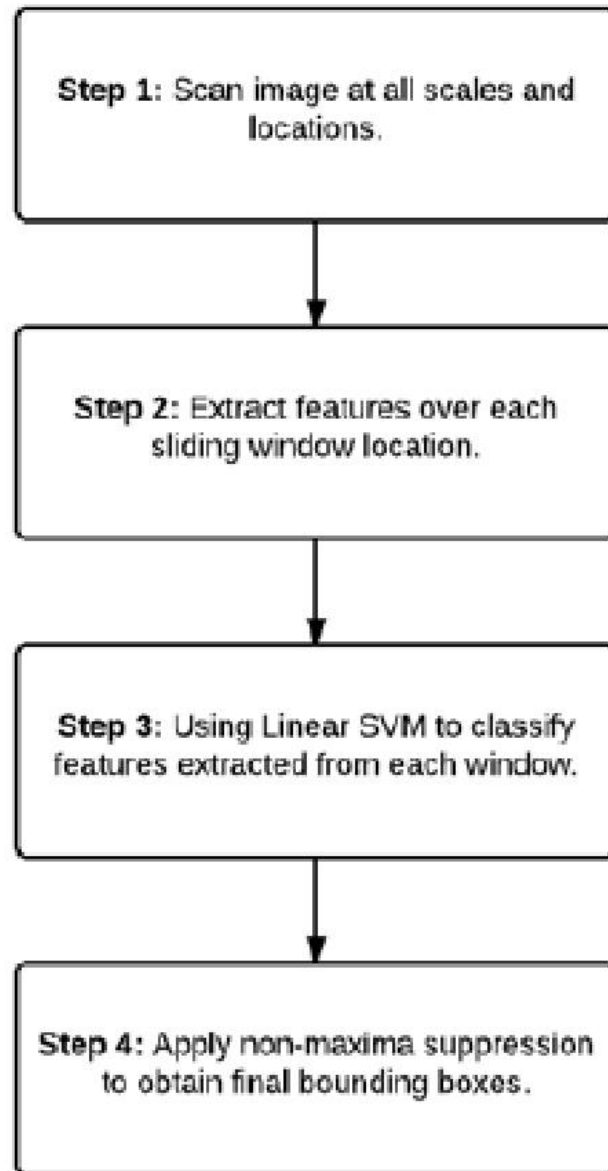 Step 1: Scan image at all scales and
locations.
Step 2: Extract features over each
sliding window location.
Step 3: Using Linear SVM to classify
features extracted from each window.
Step 4: Apply non-maxima suppression
to obtain final bounding boxes.